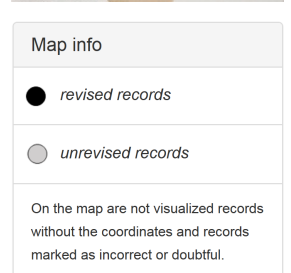 Map info
revised records
unrevised records
On the map are not visualized records
without the coordinates and records
marked as incorrect or doubtful.